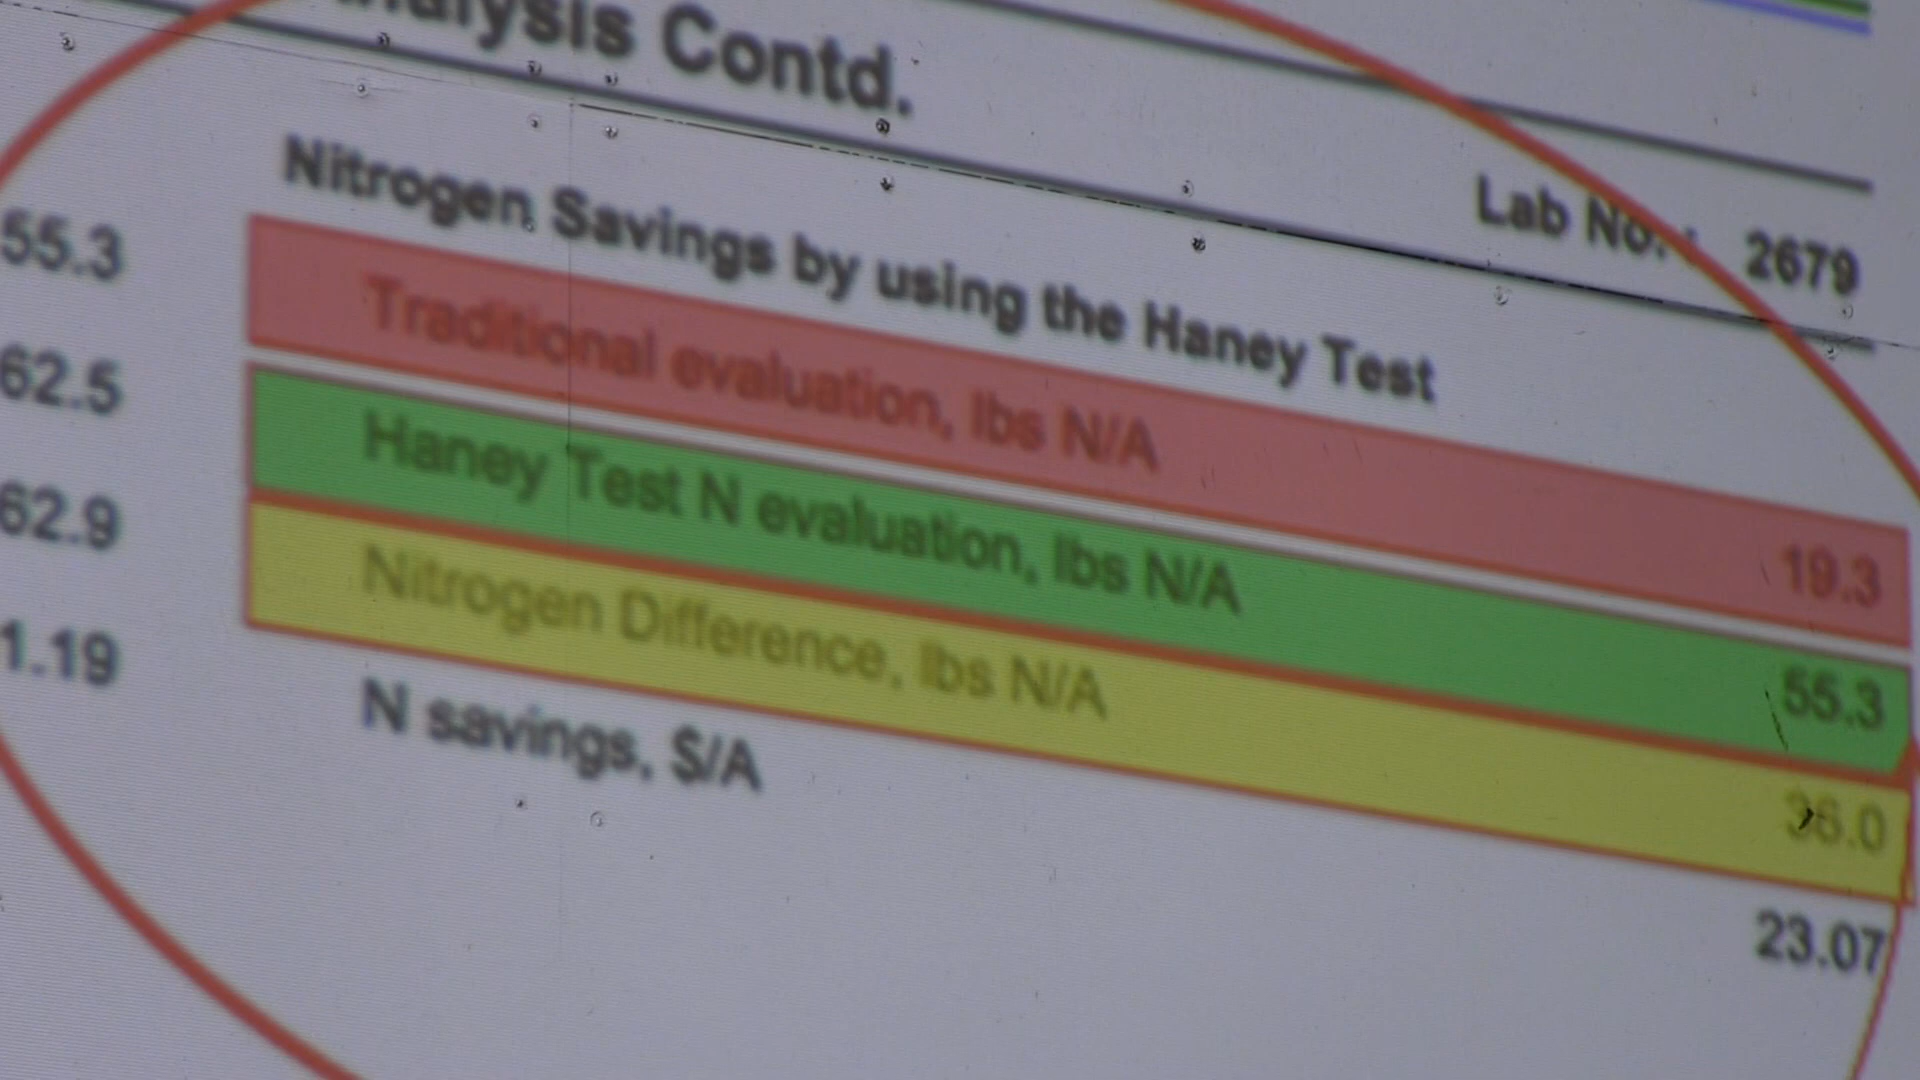 nalysis Contd.
Lab No. : 2679
Nitrogen Savings by using the Haney Test
55.3 Traditional evaluation, lbs N/A 19.3
62.5 Haney Test N evaluation, lbs N/A 55.3
62.9 Nitrogen Difference, lbs N/A 36.0
1.19 N savings, $/A 23.07